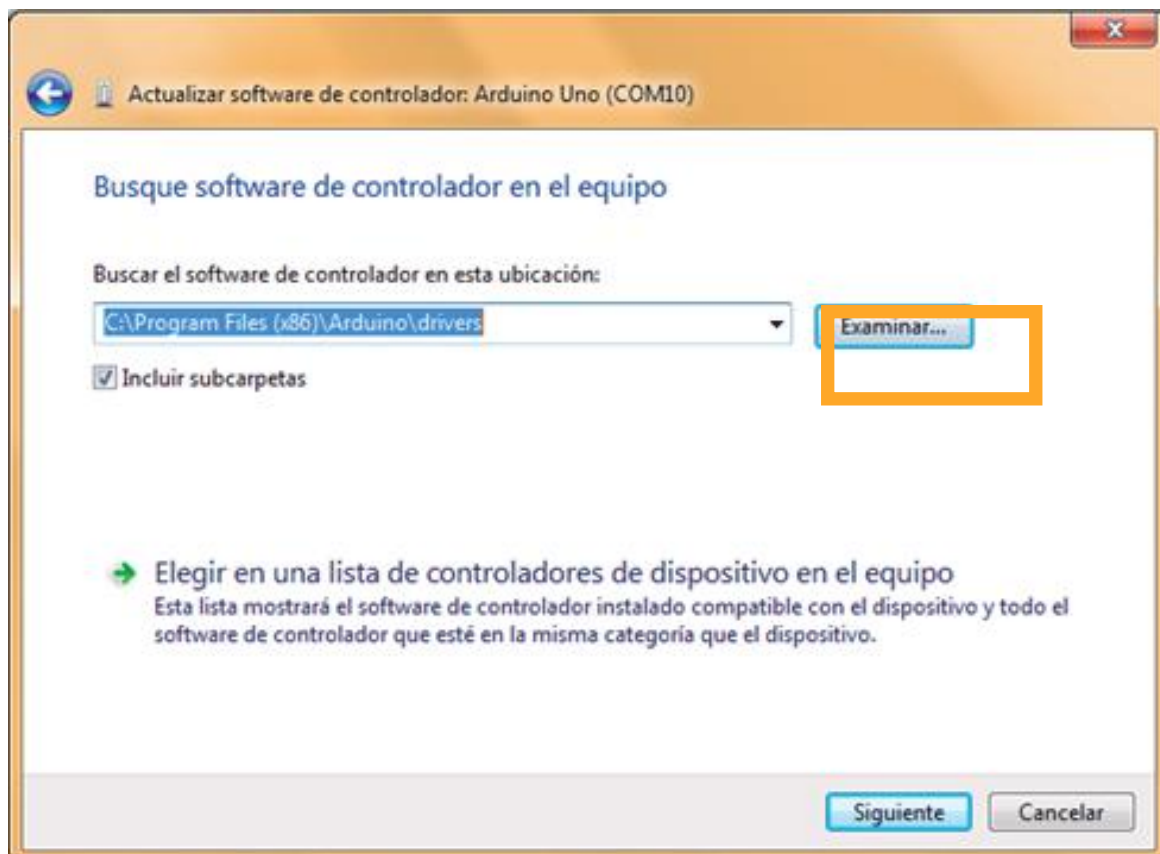 Actualizar software de controlador: Arduino Uno (COM10)
Busque software de controlador en el equipo
Buscar el software de controlador en esta ubicación:
C:\Program Files (x86)\Arduino\drivers
Examinar...
Incluir subcarpetas
Elegir en una lista de controladores de dispositivo en el equipo
Esta lista mostrará el software de controlador instalado compatible con el dispositivo y todo el
software de controlador que esté en la misma categoría que el dispositivo.
Siguiente
Cancelar